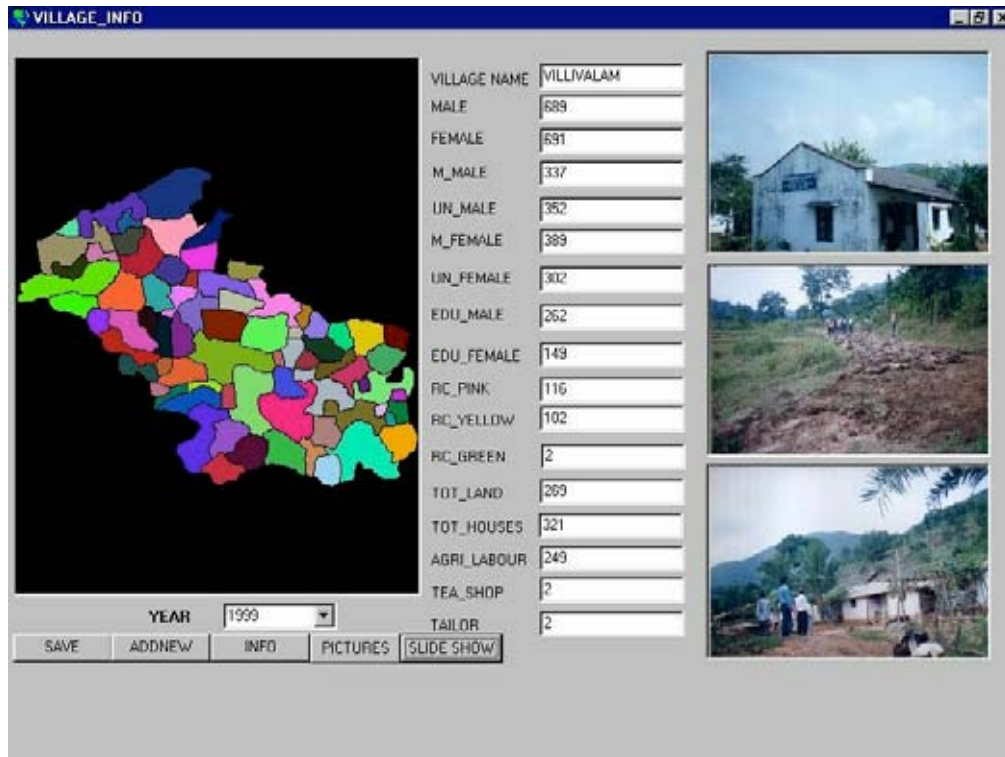 VILLAGE_INFO
VILLAGE NAME VILLIVALAM
MALE 689
FEMALE 691
M_MALE 337
UN_MALE 352
M_FEMALE 389
UN_FEMALE 302
EDU_MALE 262
EDU_FEMALE 149
RC_PINK 116
RC_YELLOW 102
RC_GREEN 2
TOT_LAND 269
TOT_HOUSES 321
AGRI_LABOUR 249
TEA_SHOP 2
TAILOR 2
YEAR 1999
SAVE ADDNEW INFO PICTURES SLIDE SHOW